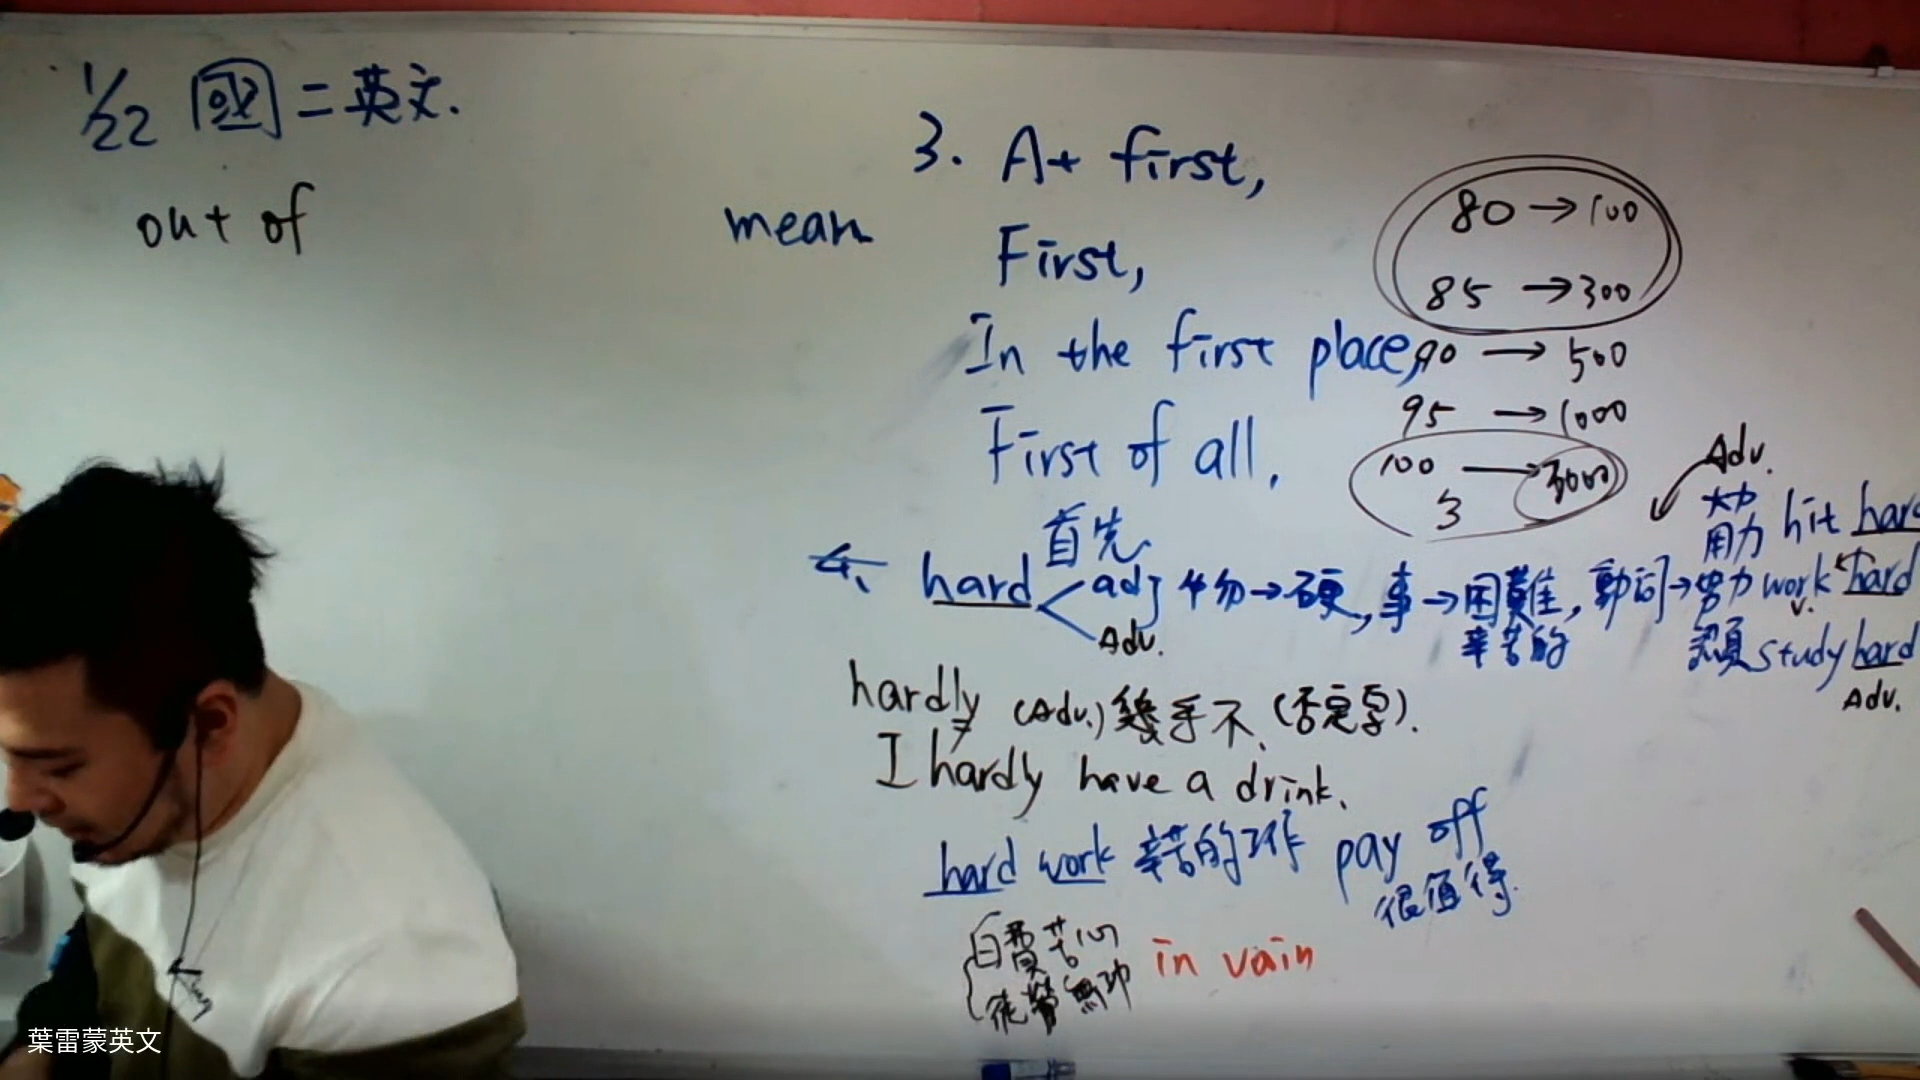 1/22 國二英文.
out of
mean
3. At first,
First,
In the first place,
First of all,
首先
80 → 100
85 → 300
90 → 500
95 → 1000
100 → 3000
3
4. hard
adj 物→硬, 事→困難, 動詞→努力 work hard
辛苦的
Adv.
Adv.
用力 hit hard
認真 study hard
Adv.
hardly (Adv.) 幾乎不, (否定字).
I hardly have a drink.
hard work 辛苦的工作 pay off
很值得.
白費苦心
徒勞無功
in vain
葉雷蒙英文